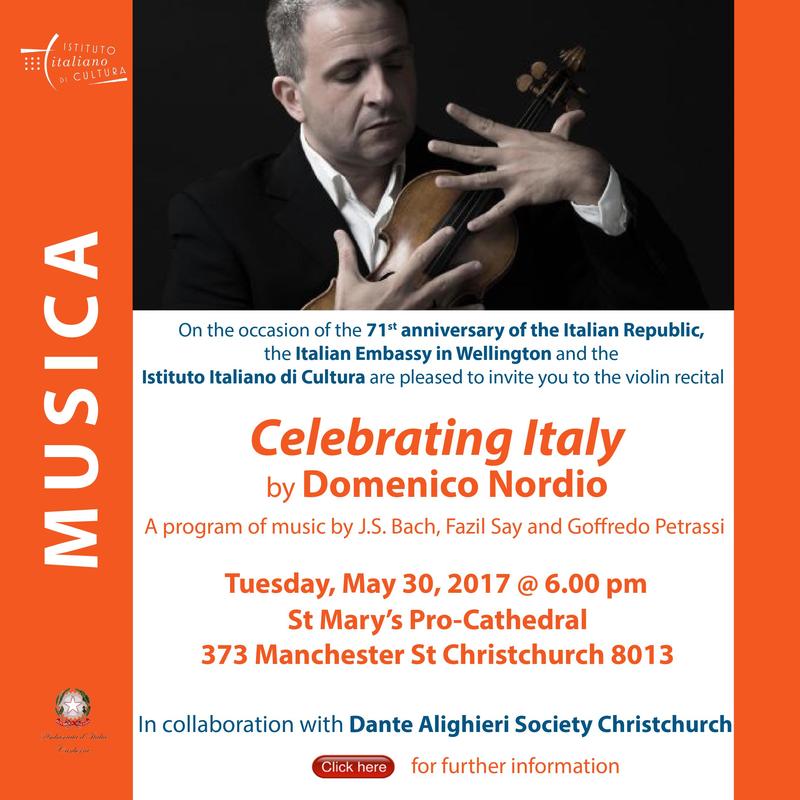 ISTITUTO
italiano
DI CULTURA
MUSICA
On the occasion of the 71st anniversary of the Italian Republic,
the Italian Embassy in Wellington and the
Istituto Italiano di Cultura are pleased to invite you to the violin recital
Celebrating Italy
by Domenico Nordio
A program of music by J.S. Bach, Fazil Say and Goffredo Petrassi
Tuesday, May 30, 2017 @ 6.00 pm
St Mary’s Pro-Cathedral
373 Manchester St Christchurch 8013
In collaboration with Dante Alighieri Society Christchurch
Click here for further information
Ambasciata d'Italia
Canberra